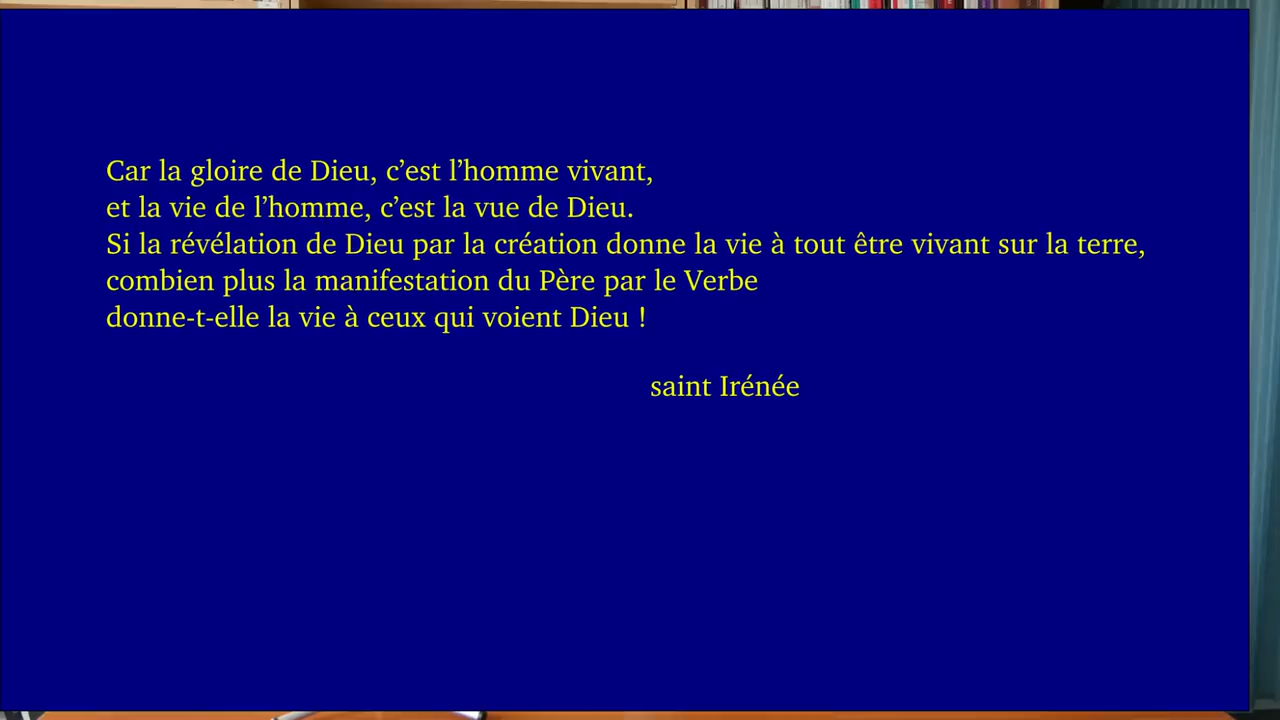 Car la gloire de Dieu, c’est l’homme vivant,
et la vie de l’homme, c’est la vue de Dieu.
Si la révélation de Dieu par la création donne la vie à tout être vivant sur la terre,
combien plus la manifestation du Père par le Verbe
donne-t-elle la vie à ceux qui voient Dieu !
saint Irénée